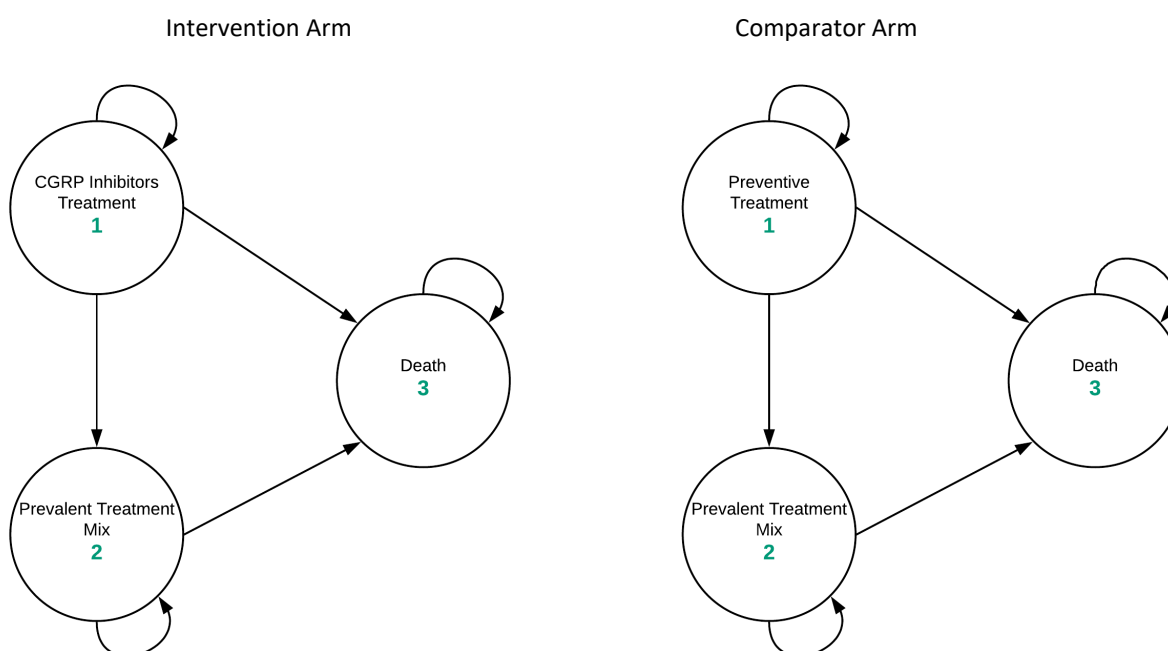 Intervention Arm
CGRP Inhibitors
Treatment
1
Death
3
Prevalent Treatment
Mix
2
Comparator Arm
Preventive
Treatment
1
Death
3
Prevalent Treatment
Mix
2